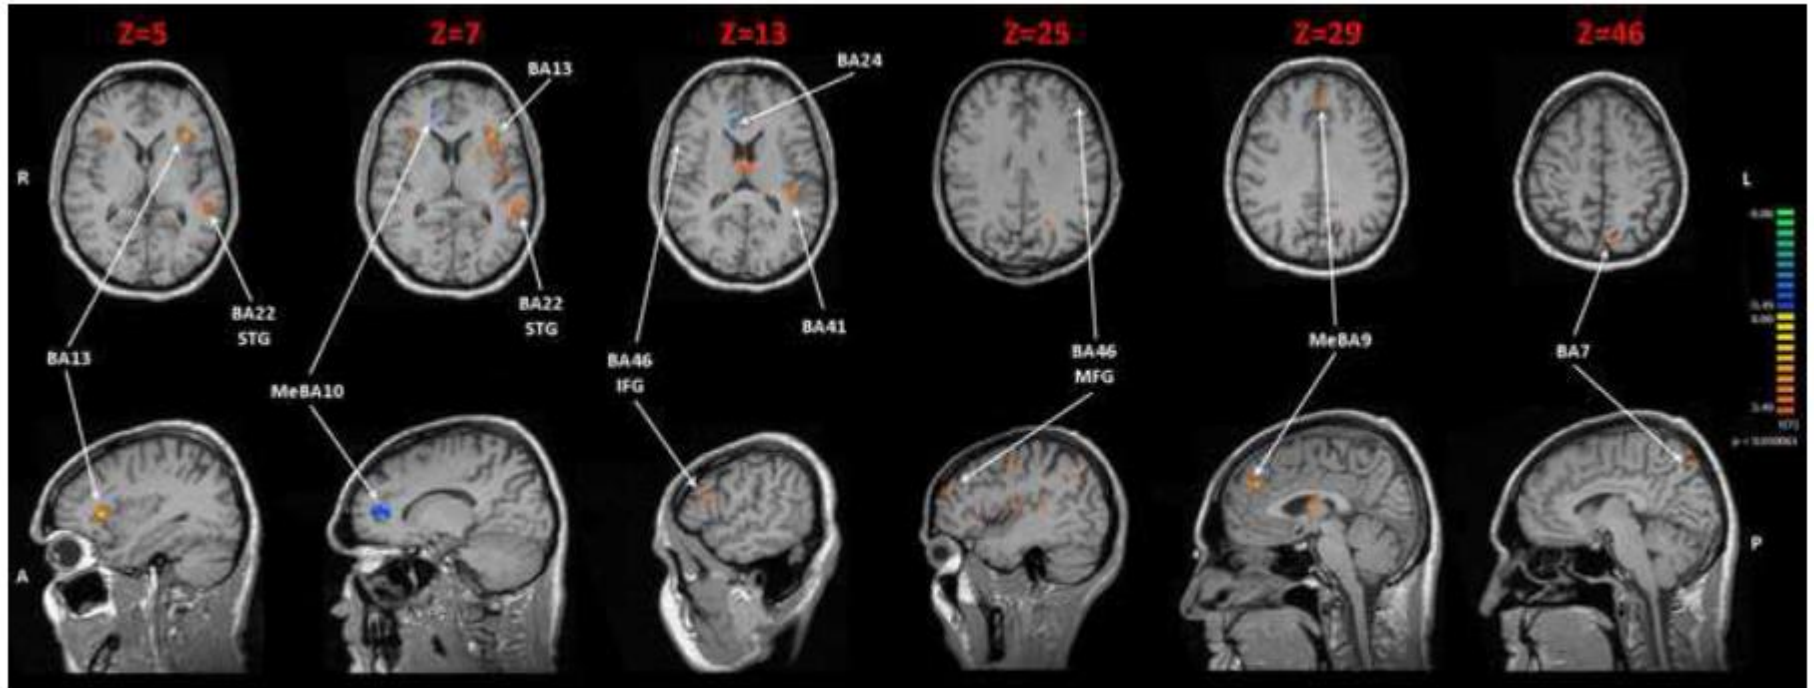 Z=5
Z=7
Z=13
Z=25
Z=29
Z=46
BA13
BA24
R
L
BA22
STG
BA22
STG
BA41
BA13
MeBA10
BA46
IFG
BA46
MFG
MeBA9
BA7
A
P